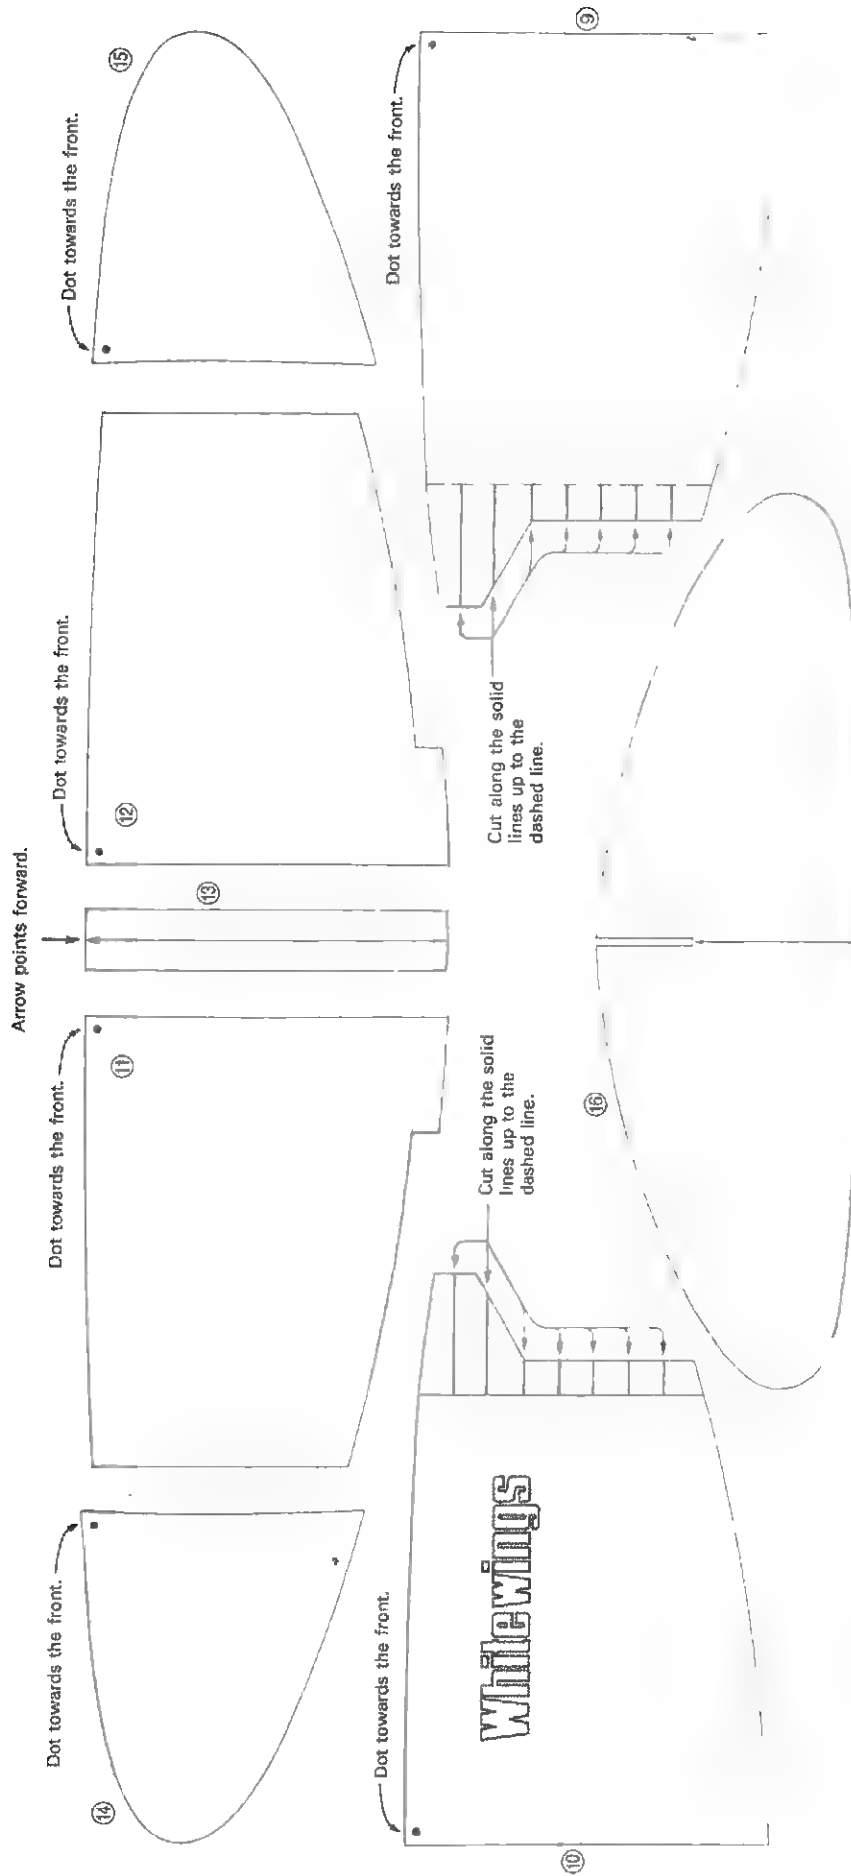 Arrow points forward.
Dot towards the front.
⑭
Dot towards the front.
⑪
⑬
Dot towards the front.
⑫
Dot towards the front.
⑮
Dot towards the front.
⑩
Whitewings
Cut along the solid
lines up to the
dashed line.
⑯
Cut along the solid
lines up to the
dashed line.
Dot towards the front.
⑨